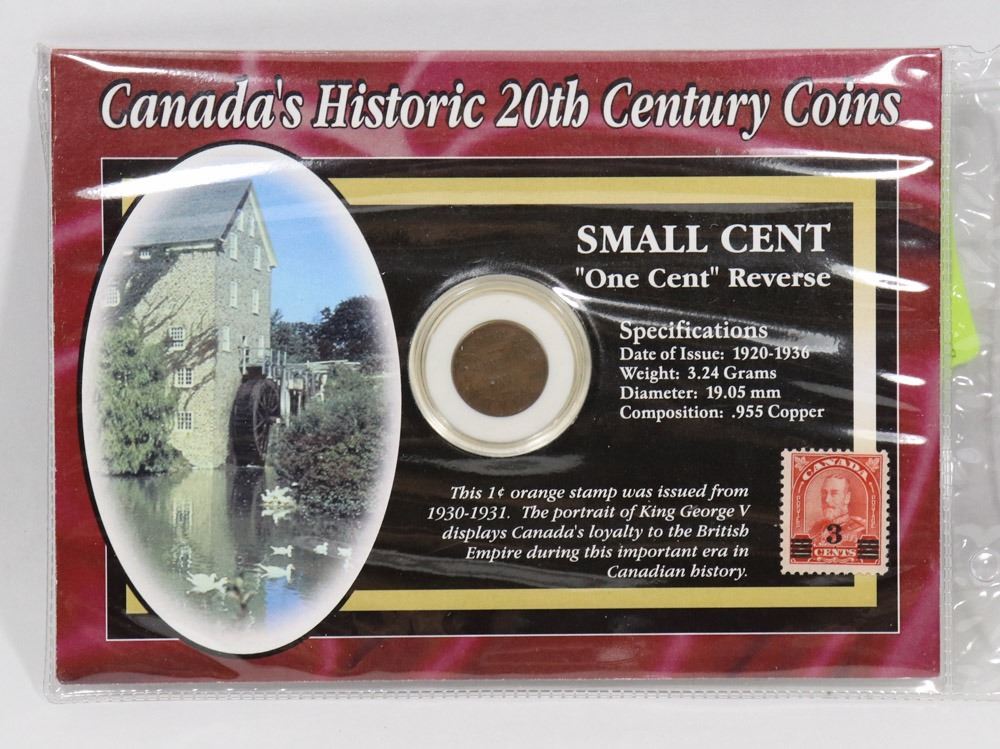 Canada's Historic 20th Century Coins
SMALL CENT
"One Cent" Reverse
Specifications
Date of Issue: 1920-1936
Weight: 3.24 Grams
Diameter: 19.05 mm
Composition: .955 Copper
This 1¢ orange stamp was issued from
1930-1931. The portrait of King George V
displays Canada's loyalty to the British
Empire during this important era in
Canadian history.
CANADA
POSTES
POSTAGE
3
CENTS